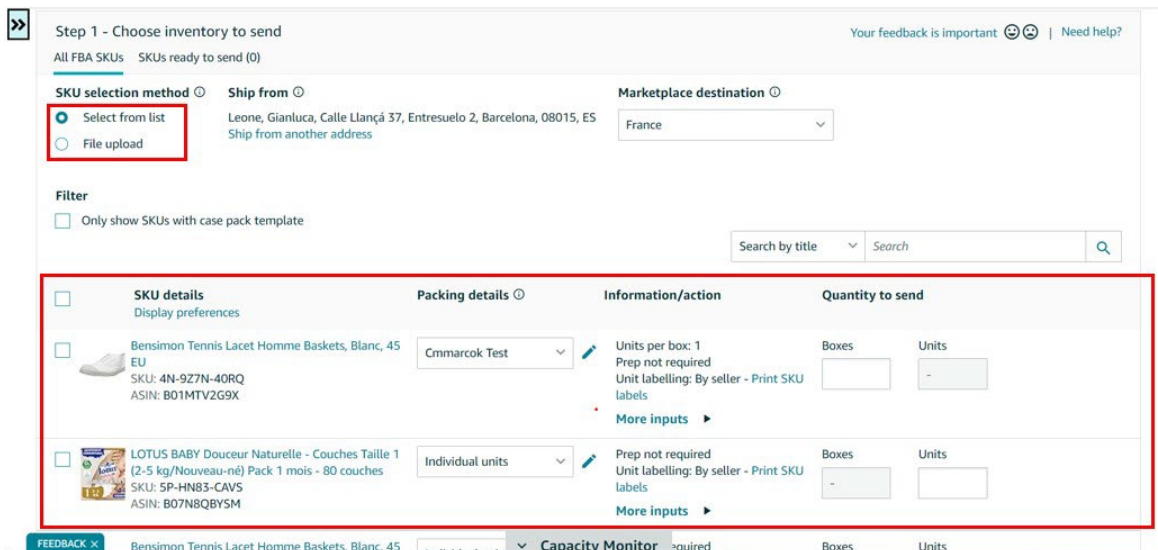 Step 1 - Choose inventory to send
Your feedback is important | Need help?
All FBA SKUs SKUs ready to send (0)
SKU selection method
Ship from
Marketplace destination
Select from list
File upload
Leone, Gianluca, Calle Llançá 37, Entresuelo 2, Barcelona, 08015, ES
Ship from another address
France
Filter
Only show SKUs with case pack template
Search by title
Search
SKU details
Display preferences
Packing details
Information/action
Quantity to send
Bensimon Tennis Lacet Homme Baskets, Blanc, 45
EU
SKU: 4N-9Z7N-40RQ
ASIN: B01MTV2G9X
Cmmarcok Test
Units per box: 1
Prep not required
Unit labelling: By seller - Print SKU
labels
More inputs
Boxes
Units
-
LOTUS BABY Douceur Naturelle - Couches Taille 1
(2-5 kg/Nouveau-né) Pack 1 mois - 80 couches
SKU: 5P-HN83-CAVS
ASIN: B07N8QBYSM
Individual units
Prep not required
Unit labelling: By seller - Print SKU
labels
More inputs
Boxes
-
Units
FEEDBACK ×
Bensimon Tennis Lacet Homme Baskets, Blanc, 45
Capacity Monitor
required
Boxes
Units